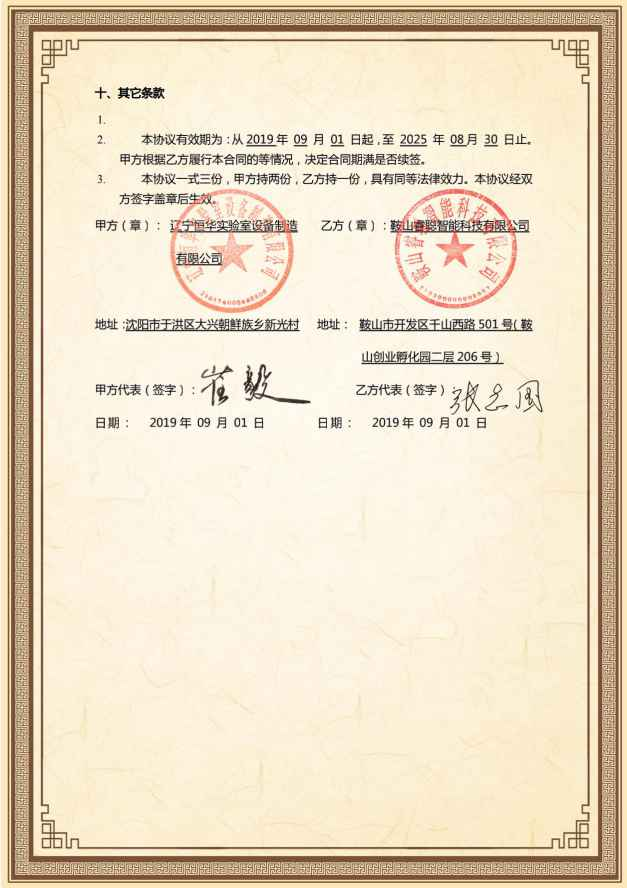 十、其它条款
1.
2. 本协议有效期为：从 2019 年 09 月 01 日起，至 2025 年 08 月 30 日止。
甲方根据乙方履行本合同的等情况，决定合同期满是否续签。
3. 本协议一式三份，甲方持两份，乙方持一份，具有同等法律效力。本协议经双
方签字盖章后生效。
甲方（章）： 辽宁恒华实验室设备制造 乙方（章）：鞍山睿聪智能科技有限公司
有限公司
地址：沈阳市于洪区大兴朝鲜族乡新光村 地址： 鞍山市开发区千山西路 501 号（鞍
山创业孵化园二层 206 号）
甲方代表（签字）：崔毅 乙方代表（签字）张志国
日期： 2019 年 09 月 01 日 日期： 2019 年 09 月 01 日